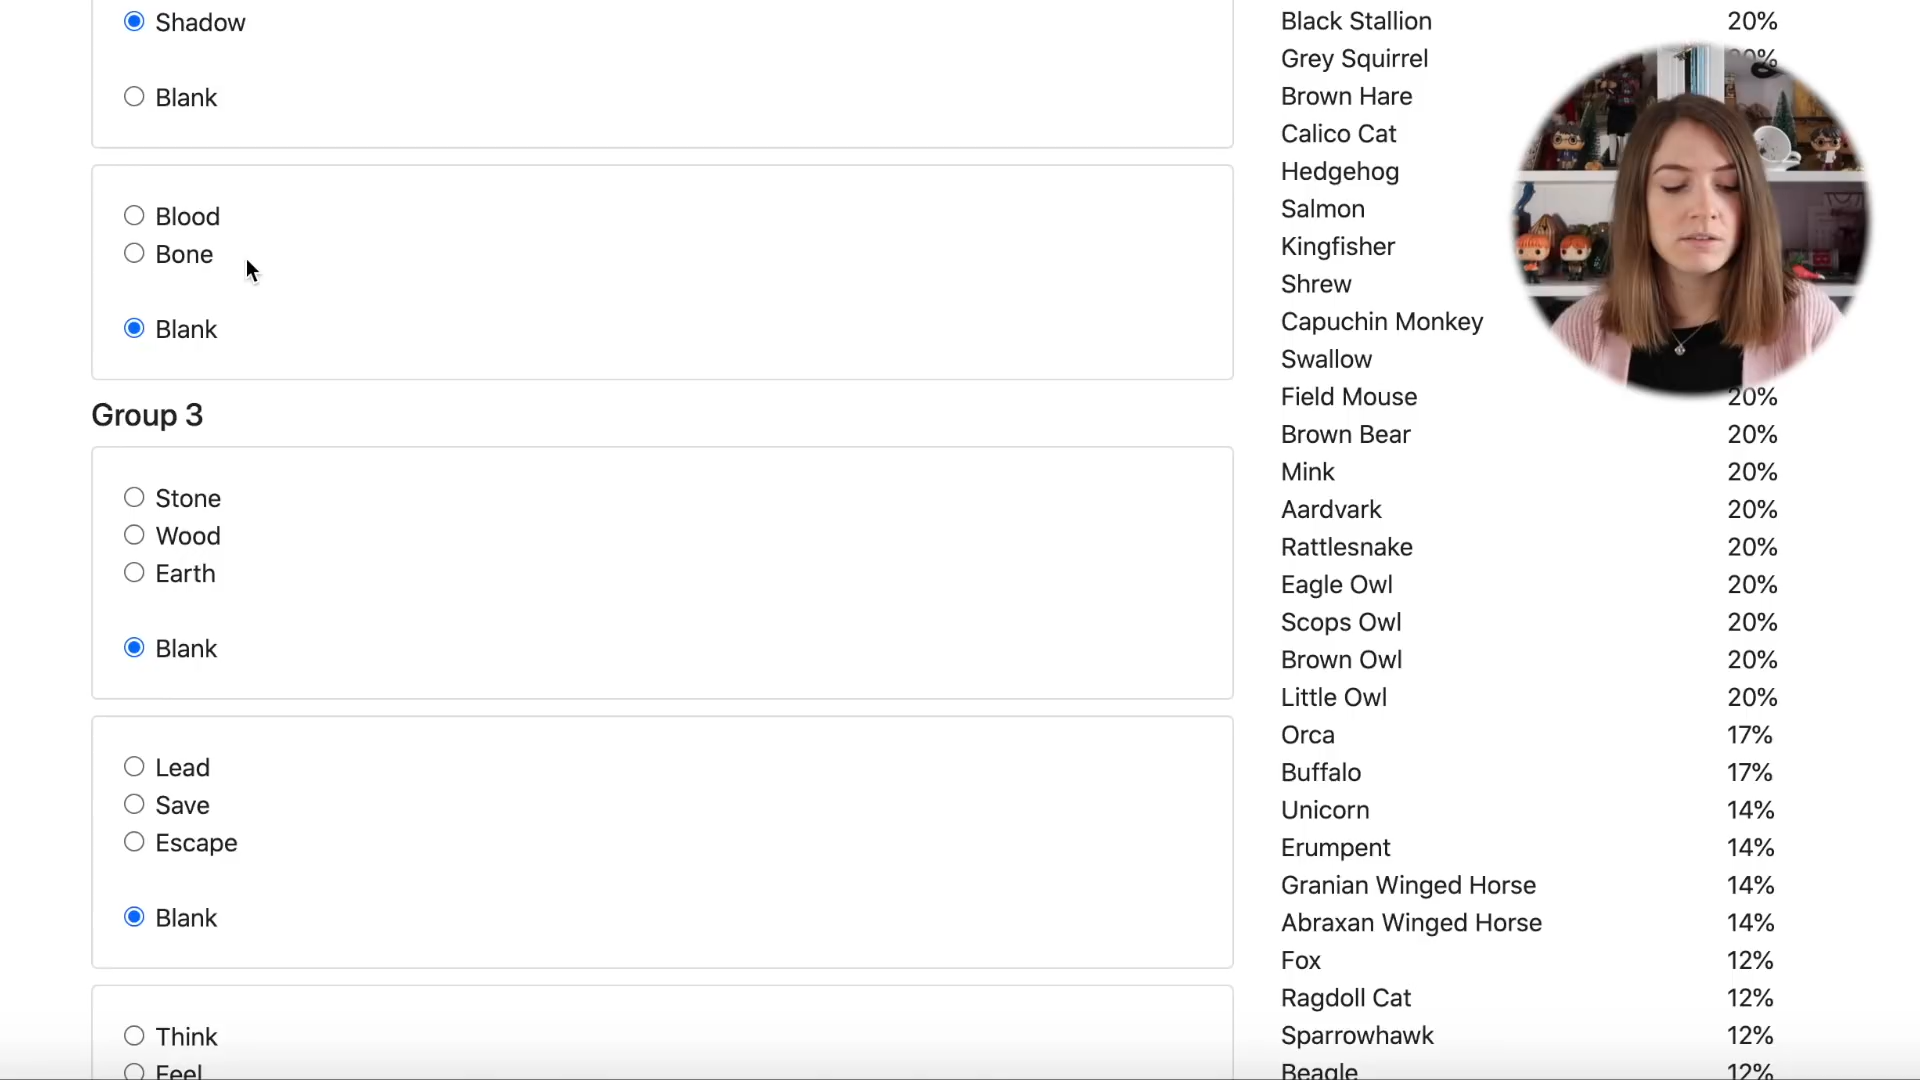 Shadow
Blank
Blood
Bone
Blank
Group 3
Stone
Wood
Earth
Blank
Lead
Save
Escape
Blank
Think
Feel
Black Stallion 20%
Grey Squirrel
Brown Hare
Calico Cat
Hedgehog
Salmon
Kingfisher
Shrew
Capuchin Monkey
Swallow
Field Mouse 20%
Brown Bear 20%
Mink 20%
Aardvark 20%
Rattlesnake 20%
Eagle Owl 20%
Scops Owl 20%
Brown Owl 20%
Little Owl 20%
Orca 17%
Buffalo 17%
Unicorn 14%
Erumpent 14%
Granian Winged Horse 14%
Abraxan Winged Horse 14%
Fox 12%
Ragdoll Cat 12%
Sparrowhawk 12%
Beagle 12%